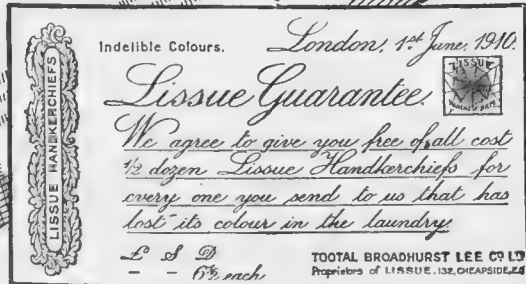 LISSUE HANDKERCHIEFS
Indelible Colours.
London, 1st June, 1910.
LISSUE
Lissue Guarantee.
We agree to give you free of all cost
½ dozen Lissue Handkerchiefs for
every one you send to us that has
lost its colour in the laundry
£ S D
- - 6½ each
TOOTAL BROADHURST LEE CO LTD
Proprietors of LISSUE, 132, CHEAPSIDE, E.C